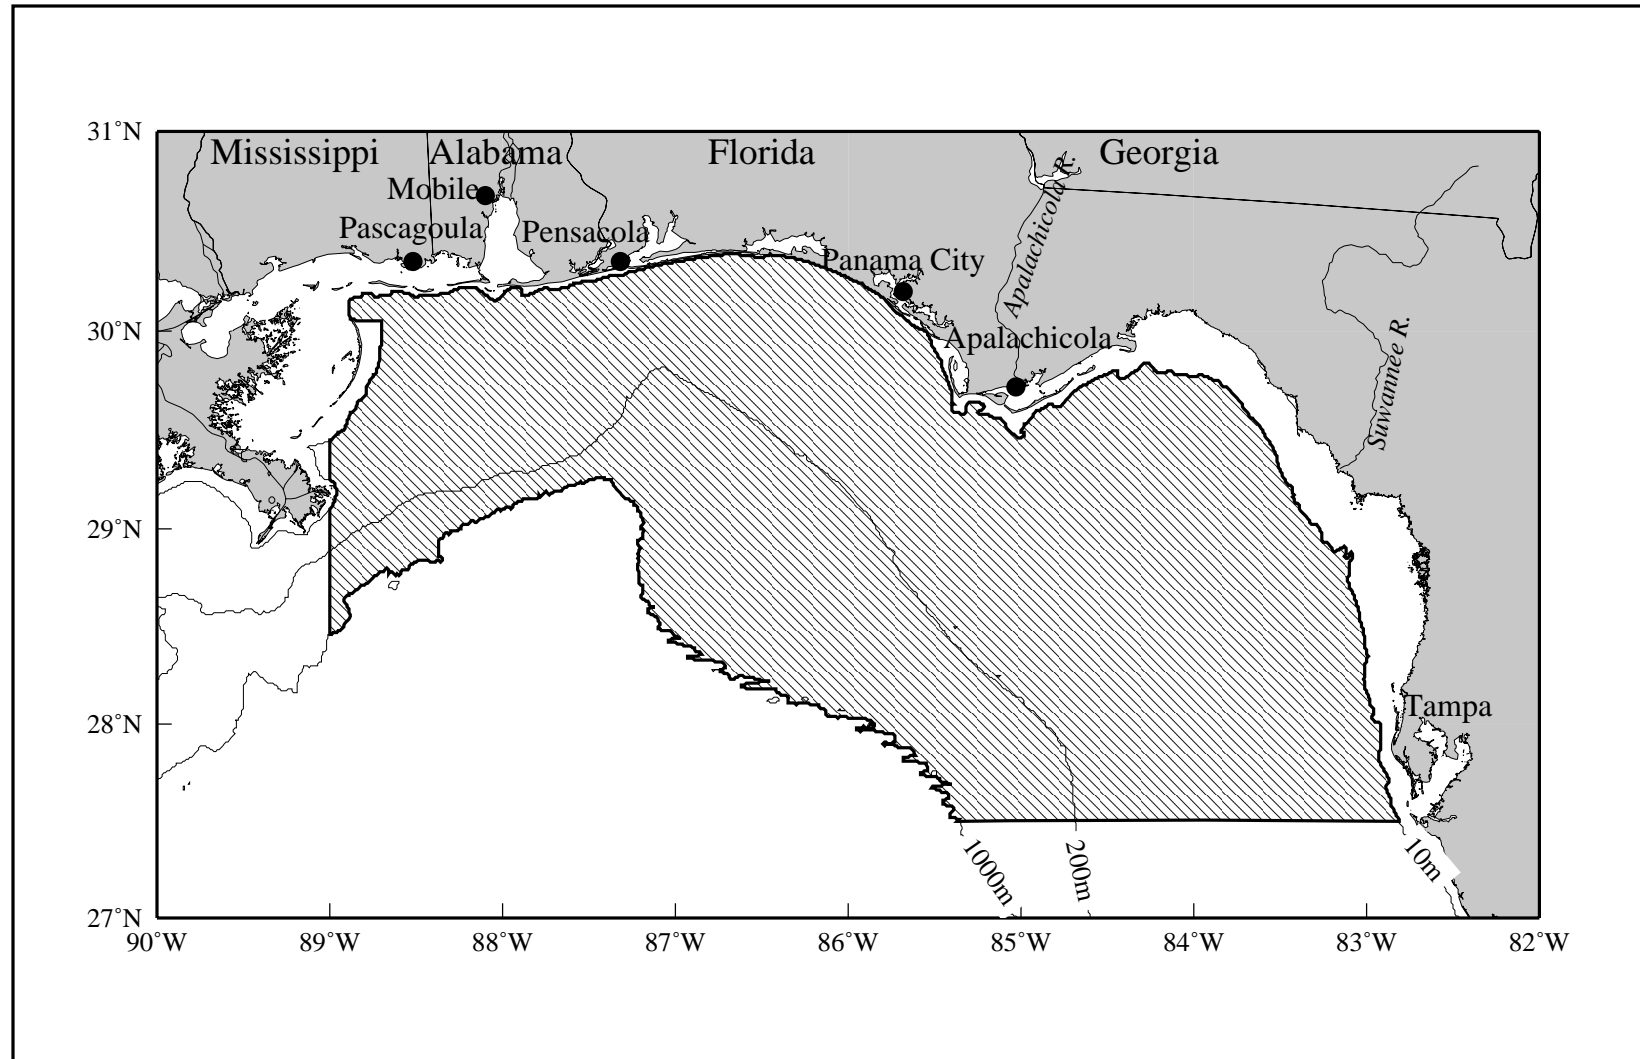 31˚N
Mississippi
Alabama
Florida
Georgia
Mobile
Apalachicola R.
Pascagoula
Pensacola
Panama City
30˚N
Apalachicola
Suwannee R.
29˚N
28˚N
Tampa
1000m
200m
10m
27˚N
90˚W
89˚W
88˚W
87˚W
86˚W
85˚W
84˚W
83˚W
82˚W